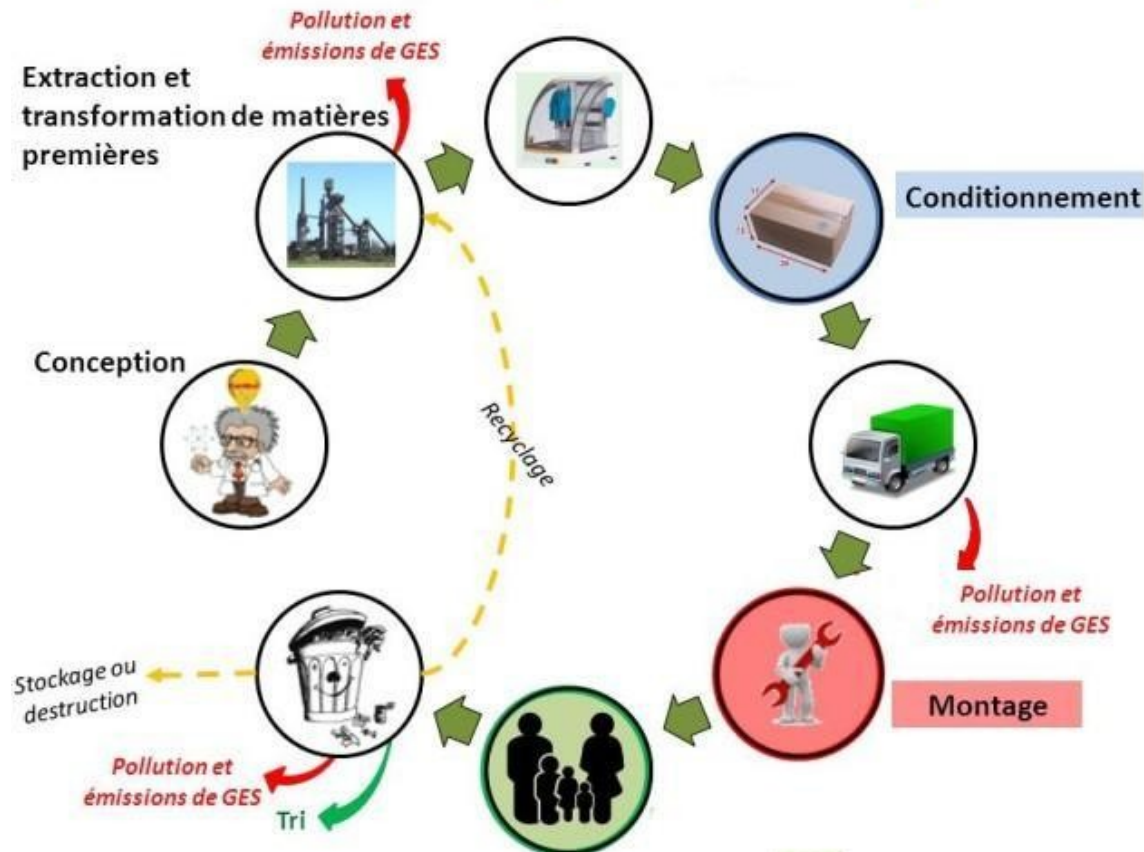 Pollution et
émissions de GES
Extraction et
transformation de matières
premières
Conditionnement
Conception
Recyclage
Pollution et
émissions de GES
Stockage ou
destruction
Montage
Pollution et
émissions de GES
Tri